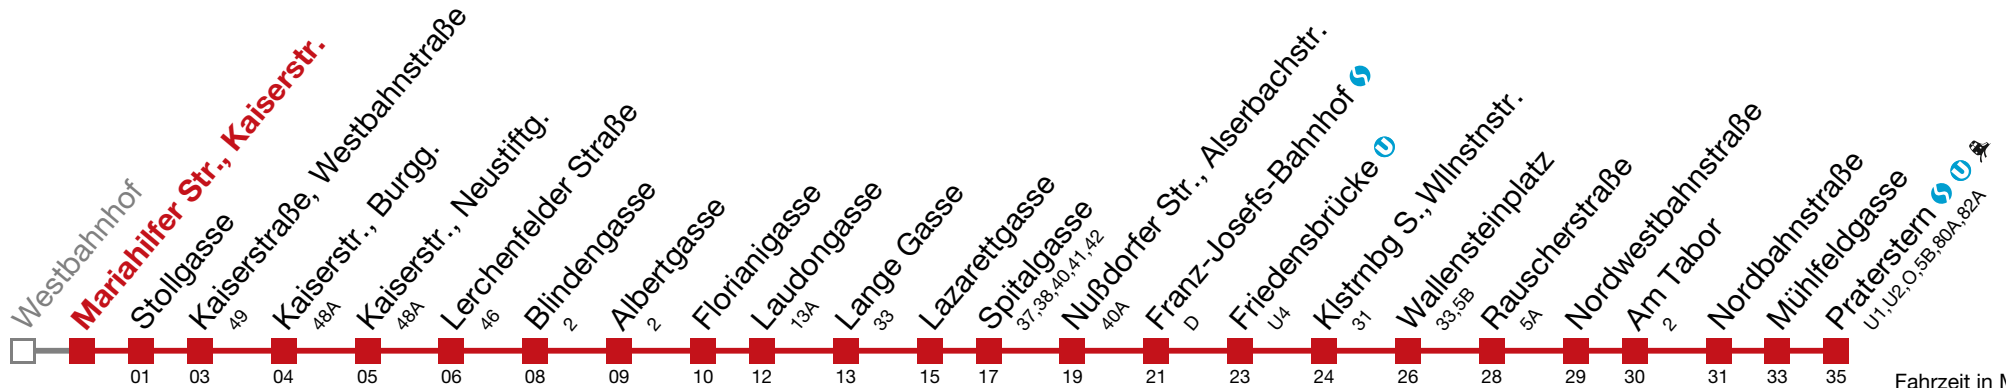 Westbahnhof
Mariahilfer Str., Kaiserstr.
Stollgasse
Kaiserstraße, Westbahnstraße
49
Kaiserstr., Burgg.
48A
Kaiserstr., Neustiftg.
48A
Lerchenfelder Straße
46
Blindengasse
2
Albertgasse
2
Florianigasse
Laudongasse
13A
Lange Gasse
33
Lazarettgasse
Spitalgasse
37,38,40,41,42
Nußdorfer Str., Alserbachstr.
40A
Franz-Josefs-Bahnhof S
D
Friedensbrücke U
U4
Klstrnbg S., Wllnstnstr.
31
Wallensteinplatz
33,5B
Rauscherstraße
5A
Nordwestbahnstraße
Am Tabor
2
Nordbahnstraße
Mühlfeldgasse
Praterstern S U
U1,U2,O,5B,80A,82A
01 03 04 05 06 08 09 10 12 13 15 17 19 21 23 24 26 28 29 30 31 33 35
Fahrzeit in M